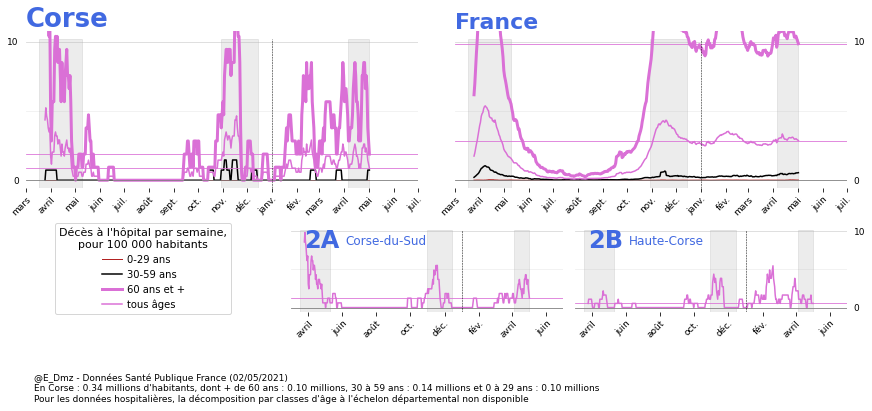 Corse
France
10
0
mars avril mai juin juil. août sept. oct. nov. déc. janv. fév. mars avril mai juin juil.
10
0
mars avril mai juin juil. août sept. oct. nov. déc. janv. fév. mars avril mai juin juil.
Décès à l'hôpital par semaine,
pour 100 000 habitants
0-29 ans
30-59 ans
60 ans et +
tous âges
2A Corse-du-Sud
avril juin août oct. déc. fév. avril juin
2B Haute-Corse
10
0
avril juin août oct. déc. fév. avril juin
@E_Dmz - Données Santé Publique France (02/05/2021)
En Corse : 0.34 millions d'habitants, dont + de 60 ans : 0.10 millions, 30 à 59 ans : 0.14 millions et 0 à 29 ans : 0.10 millions
Pour les données hospitalières, la décomposition par classes d'âge à l'échelon départemental non disponible